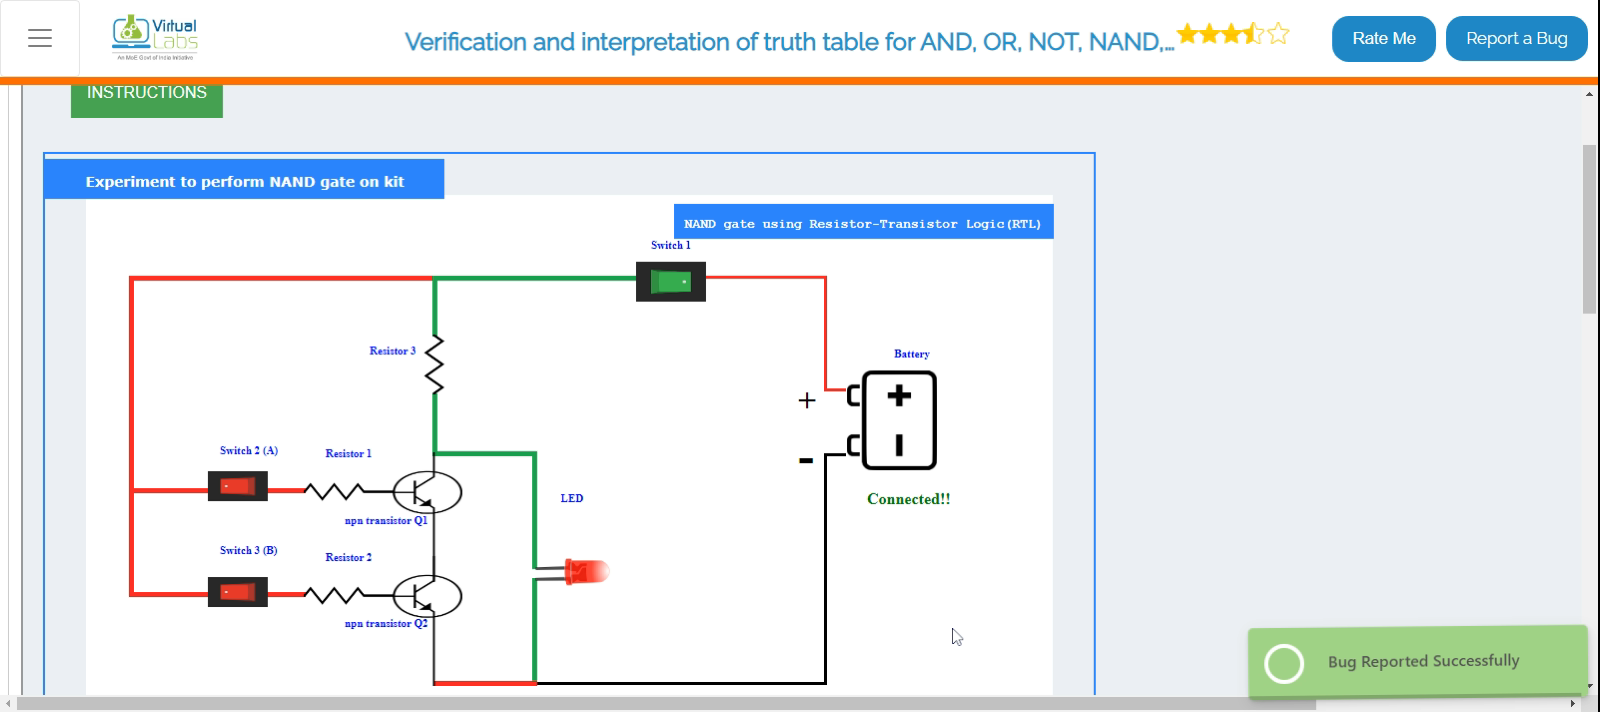 Virtual
Labs
An MoE Govt of India Initiative
Verification and interpretation of truth table for AND, OR, NOT, NAND,...
Rate Me
Report a Bug
INSTRUCTIONS
Experiment to perform NAND gate on kit
NAND gate using Resistor-Transistor Logic(RTL)
Switch 1
Resistor 3
Battery
+
-
Switch 2 (A)
Resistor 1
npn transistor Q1
LED
Connected!!
Switch 3 (B)
Resistor 2
npn transistor Q2
Bug Reported Successfully